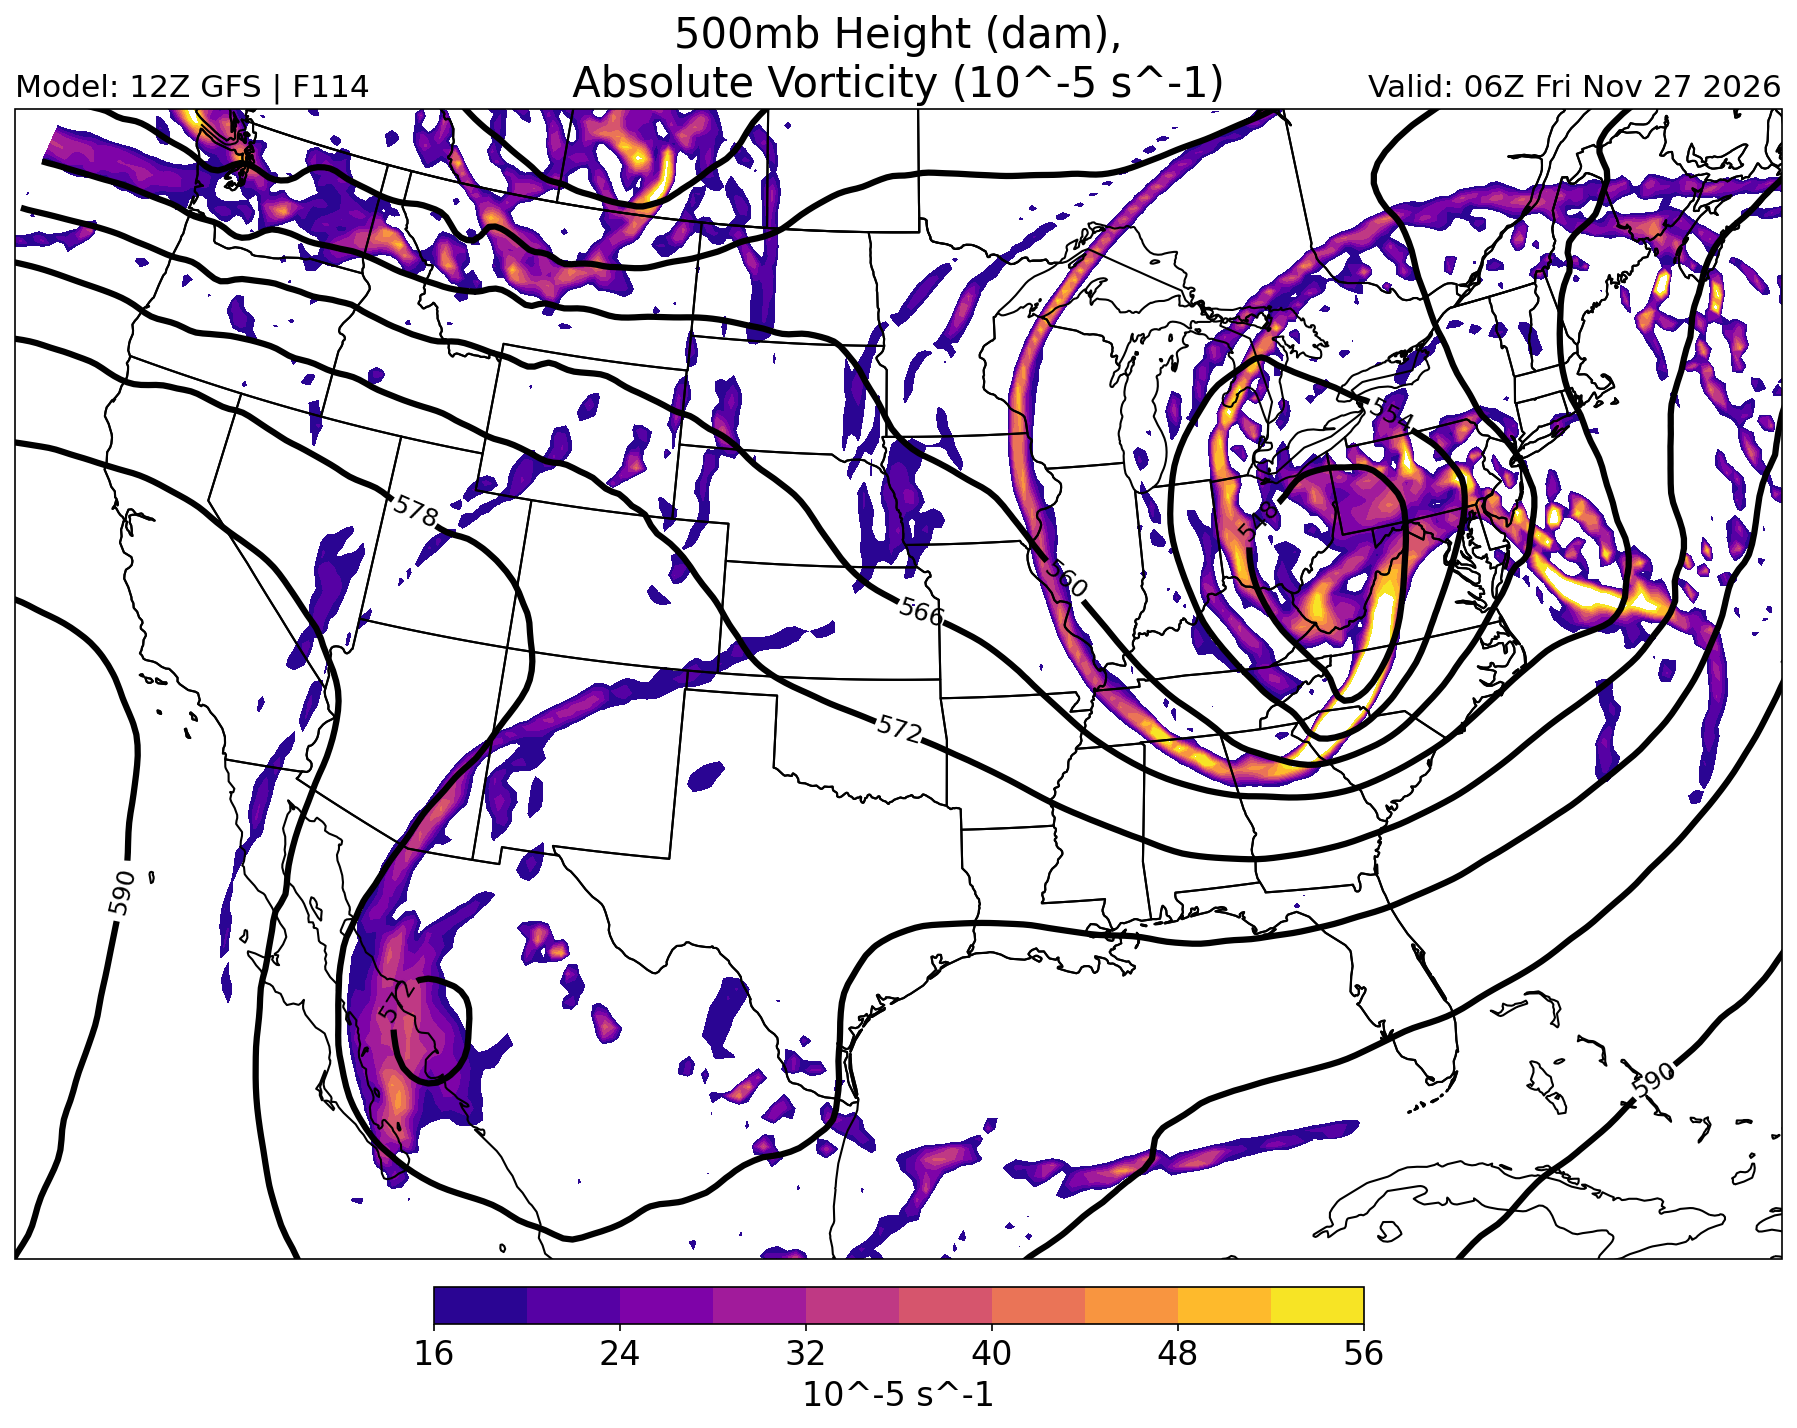 500mb Height (dam),
Absolute Vorticity (10^-5 s^-1)
Model: 12Z GFS | F114
Valid: 06Z Fri Nov 27 2026
554
548
578
560
566
572
590
572
590
16 24 32 40 48 56
10^-5 s^-1